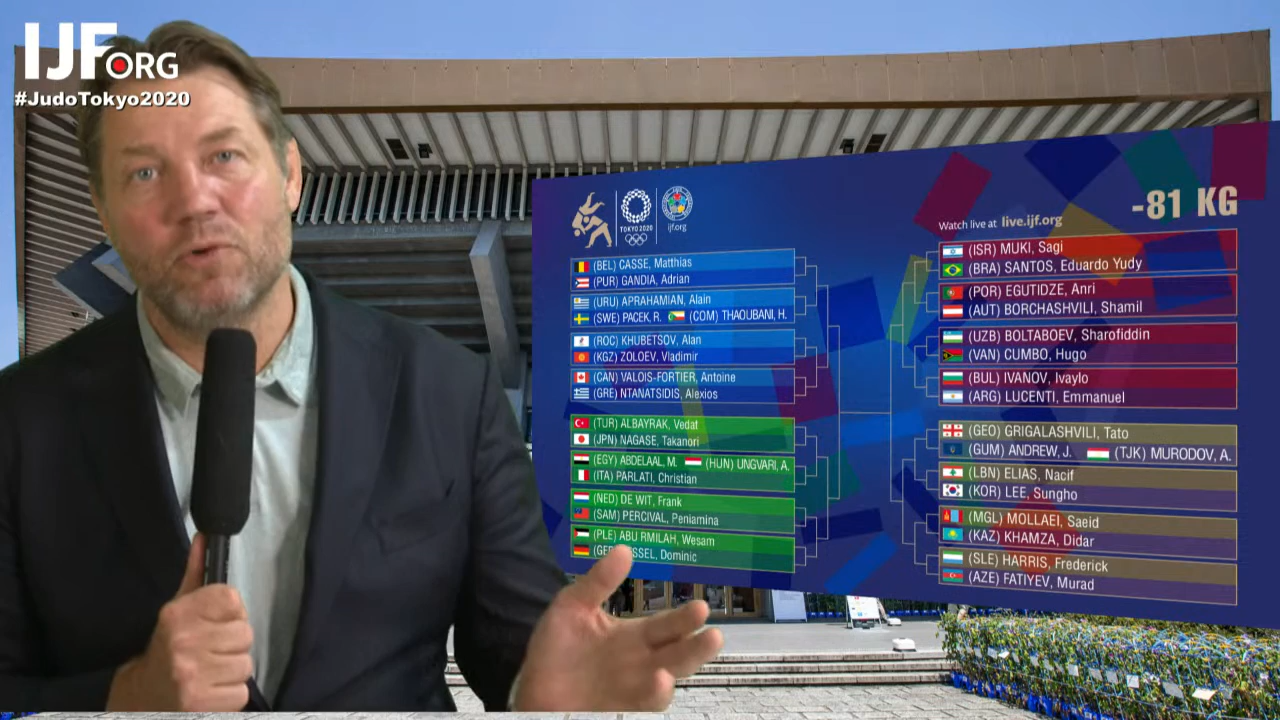 IJF.ORG
#JudoTokyo2020
TOKYO 2020
ijf.org
-81 KG
Watch live at live.ijf.org
(BEL) CASSE, Matthias
(PUR) GANDIA, Adrian
(URU) APRAHAMIAN, Alain
(SWE) PACEK R. (COM) THAOUBANI, H.
(ROC) KHUBETSOV, Alan
(KGZ) ZOLOEV, Vladimir
(CAN) VALOIS-FORTIER, Antoine
(GRE) NTANATSIDIS, Alexios
(TUR) ALBAYRAK, Vedat
(JPN) NAGASE, Takanori
(EGY) ABDELAAL, M. (HUN) UNGVARI, A.
(ITA) PARLATI, Christian
(NED) DE WIT, Frank
(SAM) PERCIVAL, Peniamina
(PLE) ABU RMILAH, Wesam
Dominic
(ISR) MUKI, Sagi
(BRA) SANTOS, Eduardo Yudy
(POR) EGUTIDZE, Anri
(AUT) BORCHASHVILI, Shamil
(UZB) BOLTABOEV, Sharofiddin
(VAN) CUMBO, Hugo
(BUL) IVANOV, Ivaylo
(ARG) LUCENTI, Emmanuel
(GEO) GRIGALASHVILI, Tato
(GUM) ANDREW, J. (TJK) MURODOV, A.
(LBN) ELIAS, Nacif
(KOR) LEE, Sungho
(MGL) MOLLAEI, Saeid
(KAZ) KHAMZA, Didar
(SLE) HARRIS, Frederick
(AZE) FATIYEV, Murad